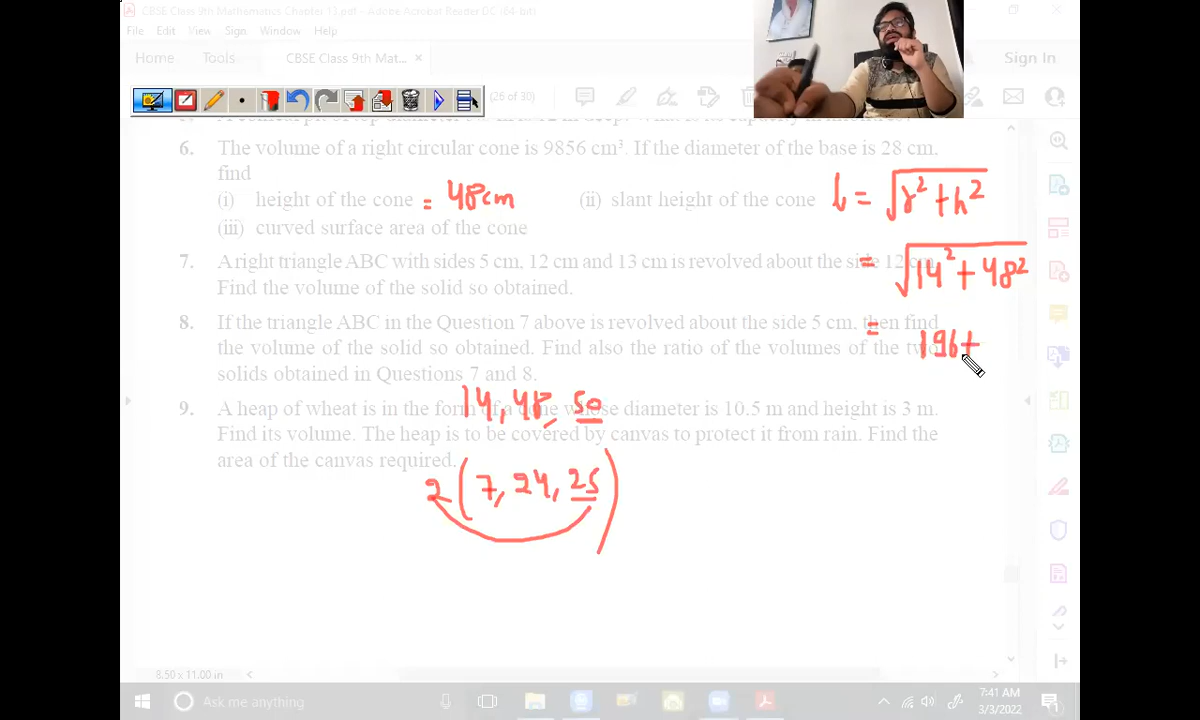 CBSE Class 9th Mathematics Chapter 13.pdf - Adobe Acrobat Reader DC (64-bit)
File Edit View Sign Window Help
Home Tools CBSE Class 9th Mat... × Sign In
(26 of 30)
6. The volume of a right circular cone is 9856 cm³. If the diameter of the base is 28 cm,
find
(i) height of the cone = 48cm (ii) slant height of the cone l = √r² + h²
(iii) curved surface area of the cone
= √14² + 48²
7. A right triangle ABC with sides 5 cm, 12 cm and 13 cm is revolved about the side 12 cm.
Find the volume of the solid so obtained.
8. If the triangle ABC in the Question 7 above is revolved about the side 5 cm, then find
= 196+
the volume of the solid so obtained. Find also the ratio of the volumes of the two
solids obtained in Questions 7 and 8.
14, 48, 50
9. A heap of wheat is in the form of a cone whose diameter is 10.5 m and height is 3 m.
Find its volume. The heap is to be covered by canvas to protect it from rain. Find the
area of the canvas required.
2(7, 24, 25)
8.50 x 11.00 in
Ask me anything
7:41 AM
3/3/2022